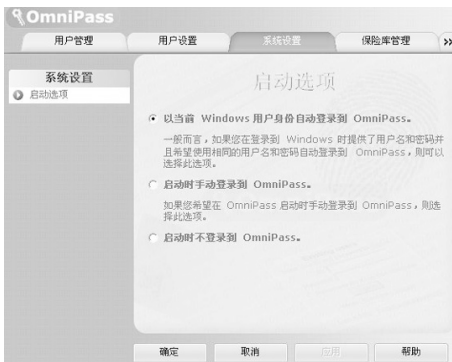 OmniPass
用户管理
用户设置
系统设置
保险库管理
»
系统设置
启动选项
启动选项
以当前 Windows 用户身份自动登录到 OmniPass。
一般而言，如果您在登录到 Windows 时提供了用户名和密码并
且希望使用相同的用户名和密码自动登录到 OmniPass，则可以
选择此选项。
启动时手动登录到 OmniPass。
如果您希望在 OmniPass 启动时手动登录到 OmniPass，则选
择此选项。
启动时不登录到 OmniPass。
确定
取消
应用
帮助